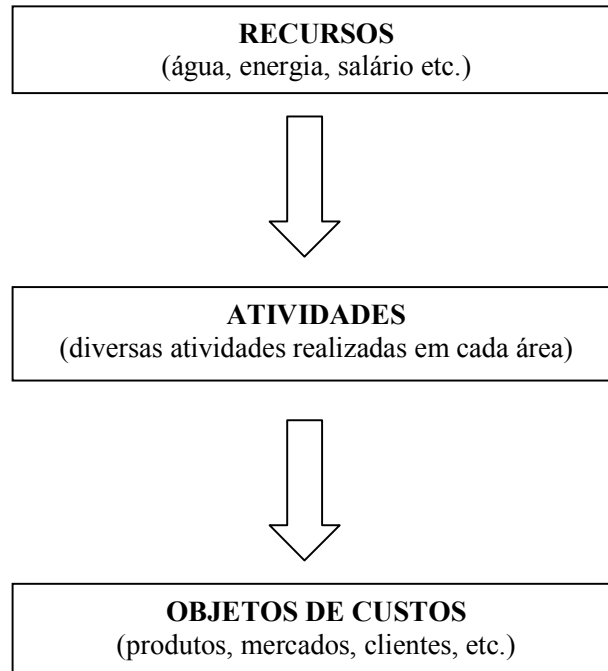 RECURSOS
(água, energia, salário etc.)
ATIVIDADES
(diversas atividades realizadas em cada área)
OBJETOS DE CUSTOS
(produtos, mercados, clientes, etc.)